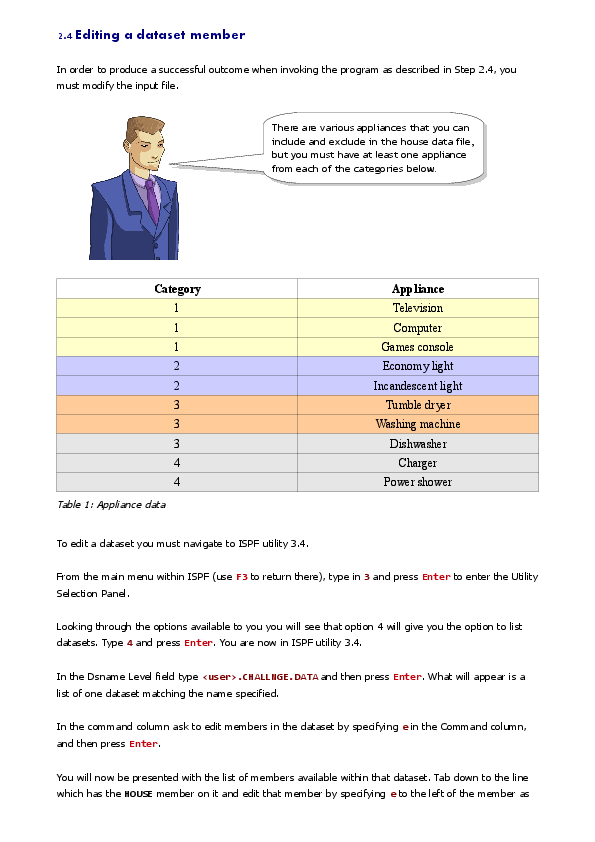 2.4 Editing a dataset member
In order to produce a successful outcome when invoking the program as described in Step 2.4, you
must modify the input file.
There are various appliances that you can
include and exclude in the house data file,
but you must have at least one appliance
from each of the categories below.
Category Appliance
1 Television
1 Computer
1 Games console
2 Economy light
2 Incandescent light
3 Tumble dryer
3 Washing machine
3 Dishwasher
4 Charger
4 Power shower
Table 1: Appliance data
To edit a dataset you must navigate to ISPF utility 3.4.
From the main menu within ISPF (use F3 to return there), type in 3 and press Enter to enter the Utility
Selection Panel.
Looking through the options available to you you will see that option 4 will give you the option to list
datasets. Type 4 and press Enter. You are now in ISPF utility 3.4.
In the Dsname Level field type <user>.CHALLNGE.DATA and then press Enter. What will appear is a
list of one dataset matching the name specified.
In the command column ask to edit members in the dataset by specifying e in the Command column,
and then press Enter.
You will now be presented with the list of members available within that dataset. Tab down to the line
which has the HOUSE member on it and edit that member by specifying e to the left of the member as